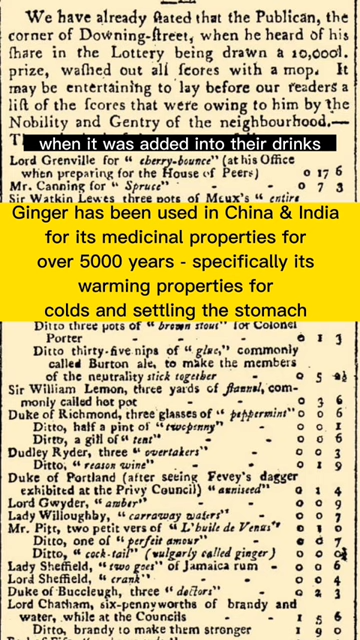 We have already ſtated that the Publican, the
corner of Downing-ſtreet, when he heard of his
ſhare in the Lottery being drawn a 10,000l.
prize, waſhed out all ſcores with a mop. It
may be entertaining to lay before our readers a
liſt of the ſcores that were owing to him by the
Nobility and Gentry of the neighbourhood.—
when it was added into their drinks
Lord Grenville for " cherry-bounce" (at his Office
when preparing for the House of Peers) 0 17 6
Mr. Canning for " Spruce" - - 0 7 3
Sir Watkin Lewes three pots of Meux's " entire
Ginger has been used in China & India
for its medicinal properties for
over 5000 years - specifically its
warming properties for
colds and settling the stomach
Ditto three pots of " brown stout" for Colonel
Porter - - - 0 1 3
Ditto thirty-five nips of " glue," commonly
called Burton ale, to make the members
of the neutrality stick together 0 5
Sir William Lemon, three yards of flannel, com-
monly called hot pot - - 0 3 6
Duke of Richmond, three glasses of " peppermint" 0 0 6
Ditto, half a pint of "twopenny" 0 0 1
Ditto, a gill of "tent" - - 0 0 6
Dudley Ryder, three " overtakers" 0 0 3
Ditto, "reason wine" - - 0 1 9
Duke of Portland (after seeing Fevey's dagger
exhibited at the Privy Council) "anniseed" 0 1 4
Lord Gwyder, "amber" - - 0 0 9
Lady Willoughby, "carraway waters" 0 0 7
Mr. Pitt, two petit vers of "L'huile de Venus" 0 1 0
Ditto, one of "perfeit amour" - 0 0 7
Ditto, "cock-tail" (vulgarly called ginger) 0 0
Lady Sheffield, "two goes" of Jamaica rum - 0 0 6
Lord Sheffield, "crank" - - 0 0 4
Duke of Buccleugh, three "doctors" 0 2 3
Lord Chatham, six-pennyworths of brandy and
water, while at the Councils - 1 5 6
Ditto, brandy to make them stronger 1 0 0